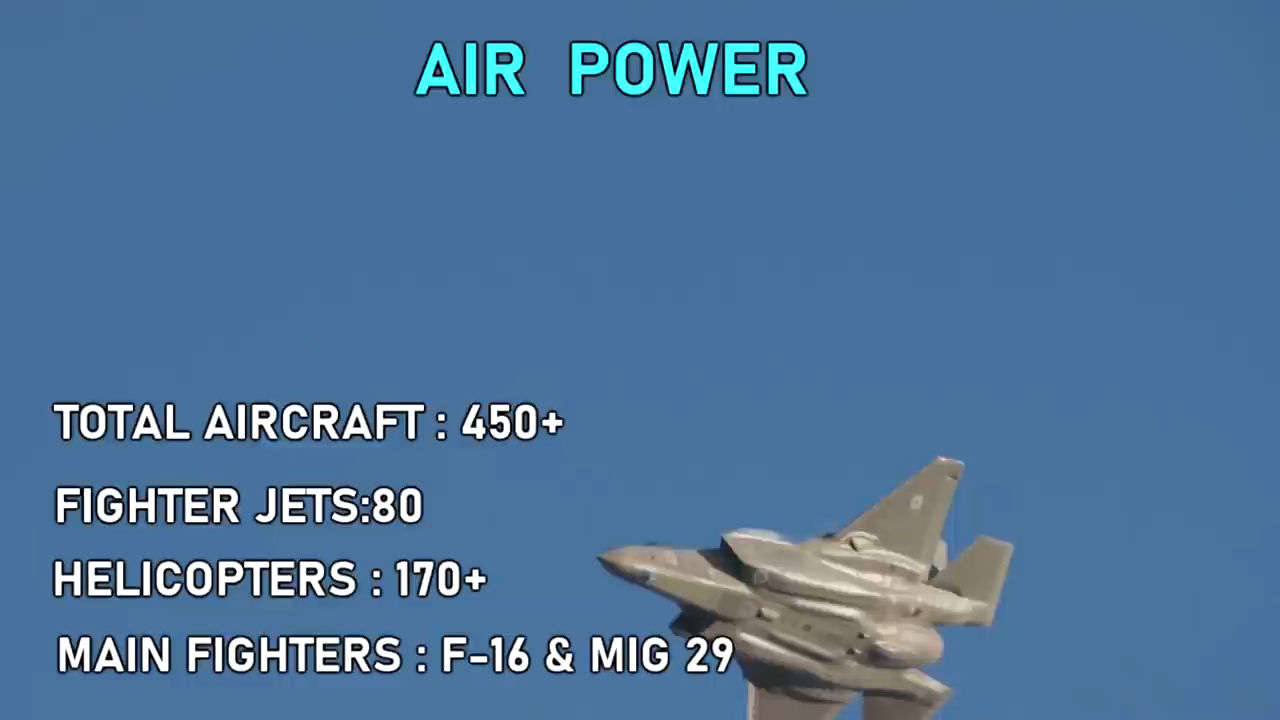 AIR POWER
TOTAL AIRCRAFT : 450+
FIGHTER JETS:80
HELICOPTERS : 170+
MAIN FIGHTERS : F-16 & MIG 29